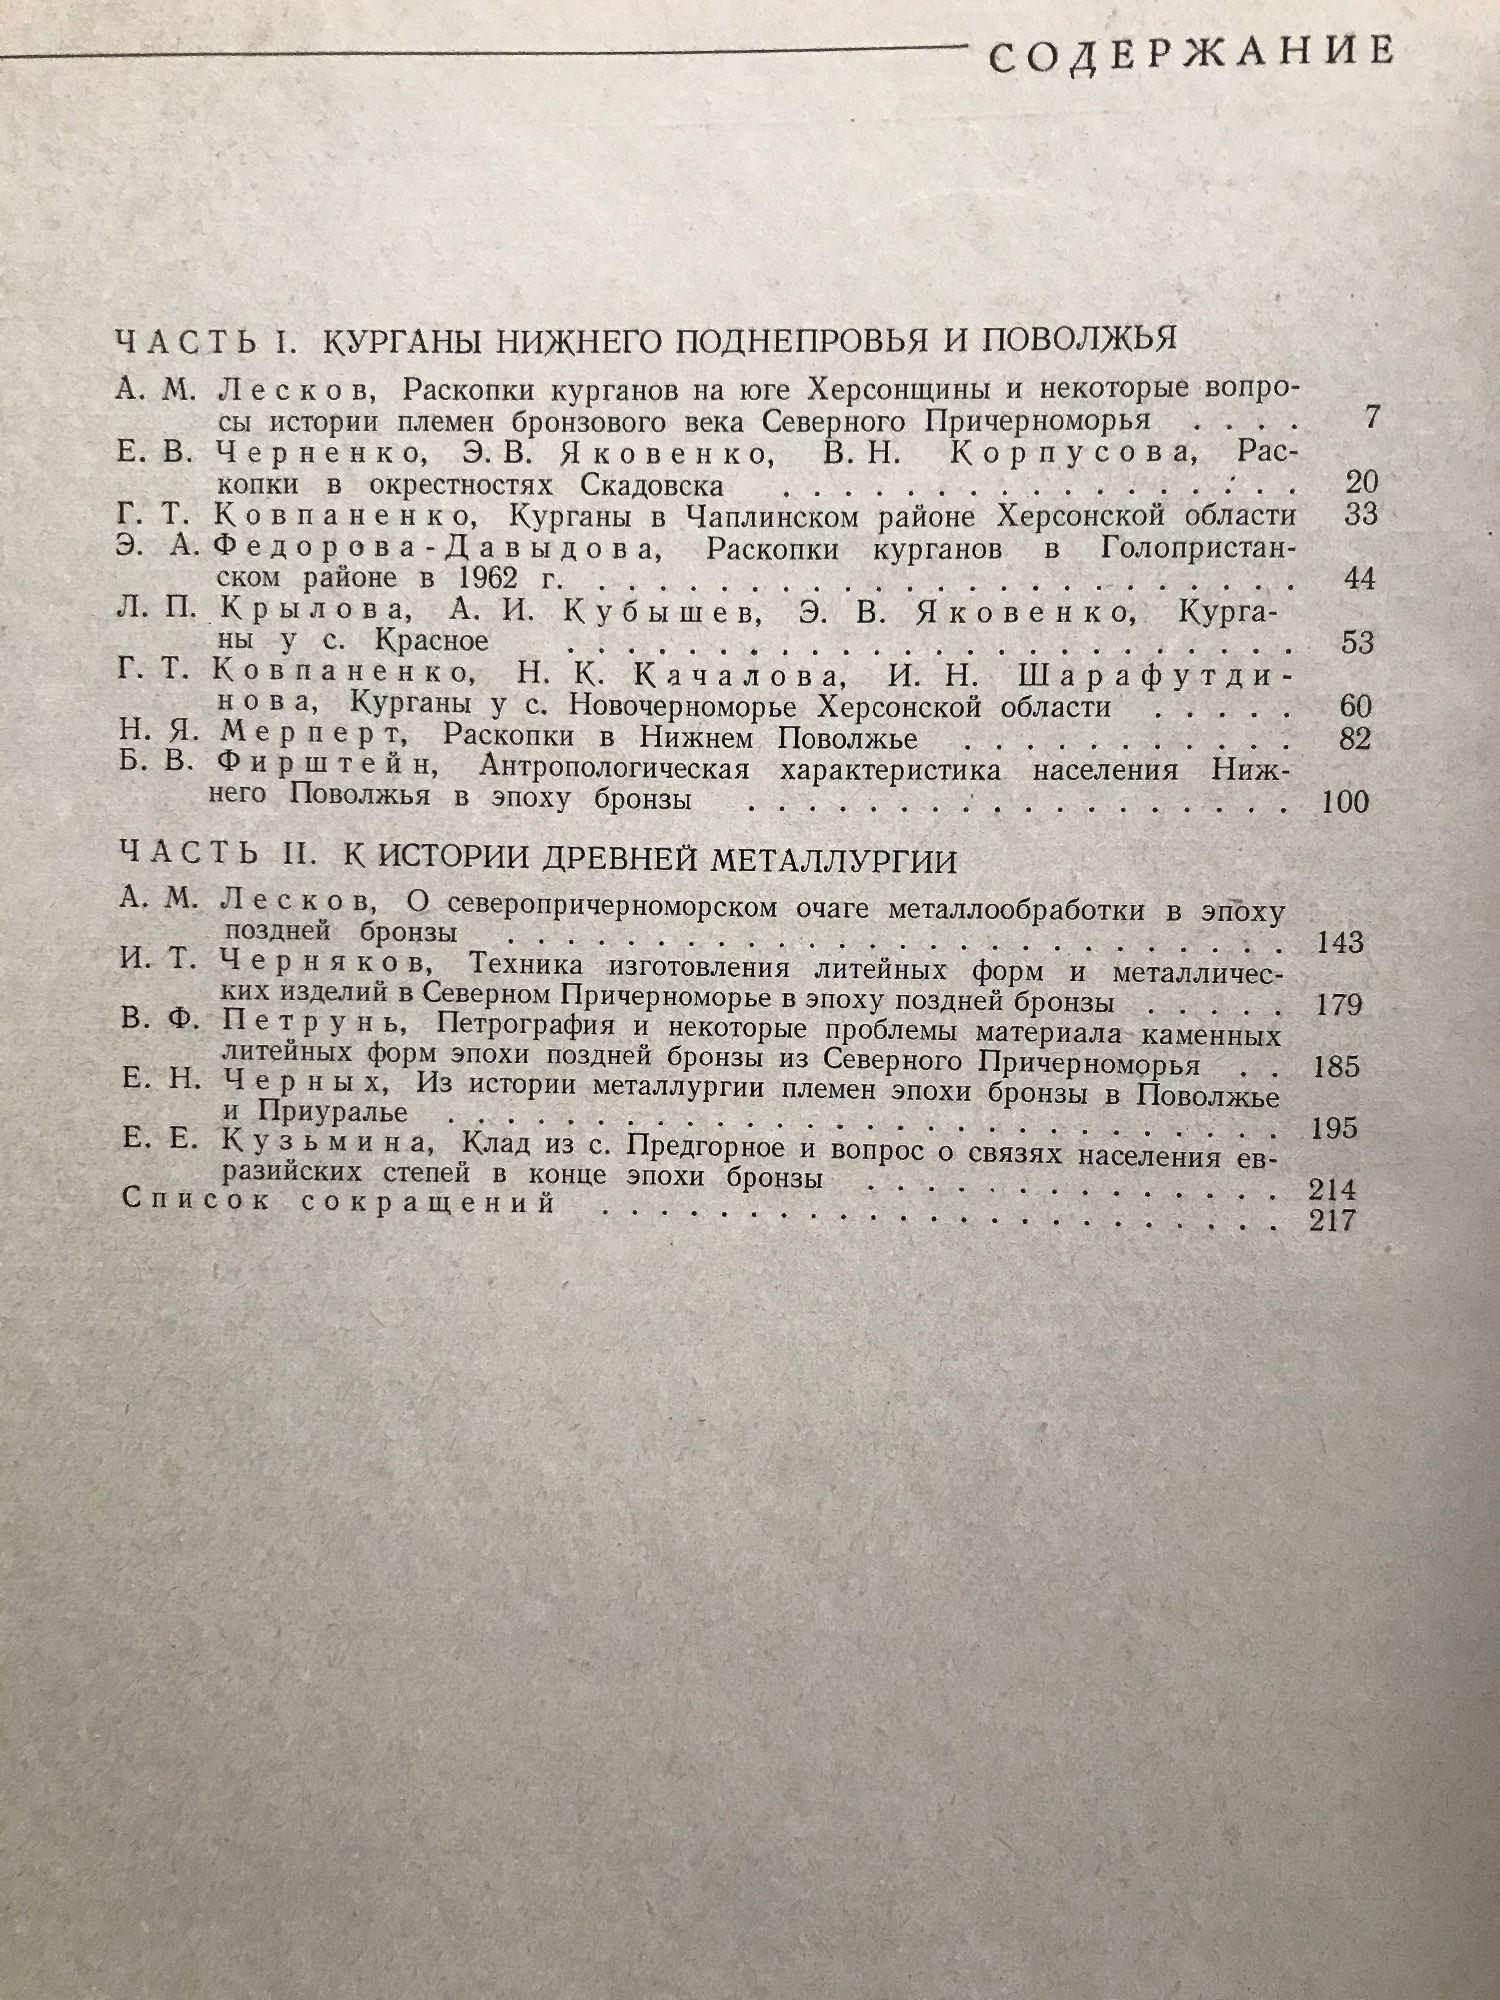 СОДЕРЖАНИЕ
ЧАСТЬ I. КУРГАНЫ НИЖНЕГО ПОДНЕПРОВЬЯ И ПОВОЛЖЬЯ
А. М. Лесков, Раскопки курганов на юге Херсонщины и некоторые вопро-
сы истории племен бронзового века Северного Причерноморья . . . . 7
Е. В. Черненко, Э. В. Яковенко, В. Н. Корпусова, Рас-
копки в окрестностях Скадовска . . . . . . . . . . . . . . . . . 20
Г. Т. Ковпаненко, Курганы в Чаплинском районе Херсонской области 33
Э. А. Федорова-Давыдова, Раскопки курганов в Голопристан-
ском районе в 1962 г. . . . . . . . . . . . . . . . . . . . . . . 44
Л. П. Крылова, А. И. Кубышев, Э. В. Яковенко, Курга-
ны у с. Красное . . . . . . . . . . . . . . . . . . . . . . . . 53
Г. Т. Ковпаненко, Н. К. Качалова, И. Н. Шарафутди-
нова, Курганы у с. Новочерноморье Херсонской области . . . . . 60
Н. Я. Мерперт, Раскопки в Нижнем Поволжье . . . . . . . . . . . 82
Б. В. Фирштейн, Антропологическая характеристика населения Ниж-
него Поволжья в эпоху бронзы . . . . . . . . . . . . . . . . . . 100
ЧАСТЬ II. К ИСТОРИИ ДРЕВНЕЙ МЕТАЛЛУРГИИ
А. М. Лесков, О северопричерноморском очаге металлообработки в эпоху
поздней бронзы . . . . . . . . . . . . . . . . . . . . . . . . . . 143
И. Т. Черняков, Техника изготовления литейных форм и металличес-
ких изделий в Северном Причерноморье в эпоху поздней бронзы . . . . . 179
В. Ф. Петрунь, Петрография и некоторые проблемы материала каменных
литейных форм эпохи поздней бронзы из Северного Причерноморья . . 185
Е. Н. Черных, Из истории металлургии племен эпохи бронзы в Поволжье
и Приуралье . . . . . . . . . . . . . . . . . . . . . . . . . . . . 195
Е. Е. Кузьмина, Клад из с. Предгорное и вопрос о связях населения ев-
разийских степей в конце эпохи бронзы . . . . . . . . . . . . . . 214
Список сокращений . . . . . . . . . . . . . . . . . . . . . . . 217